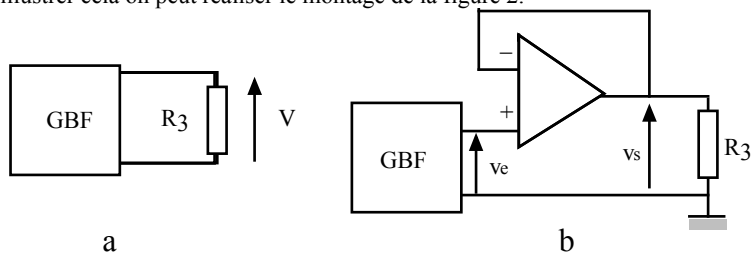 illustrer cela on peut réaliser le montage de la figure 2.
GBF
R3
V
a
–
+
GBF
ve
vs
R3
b